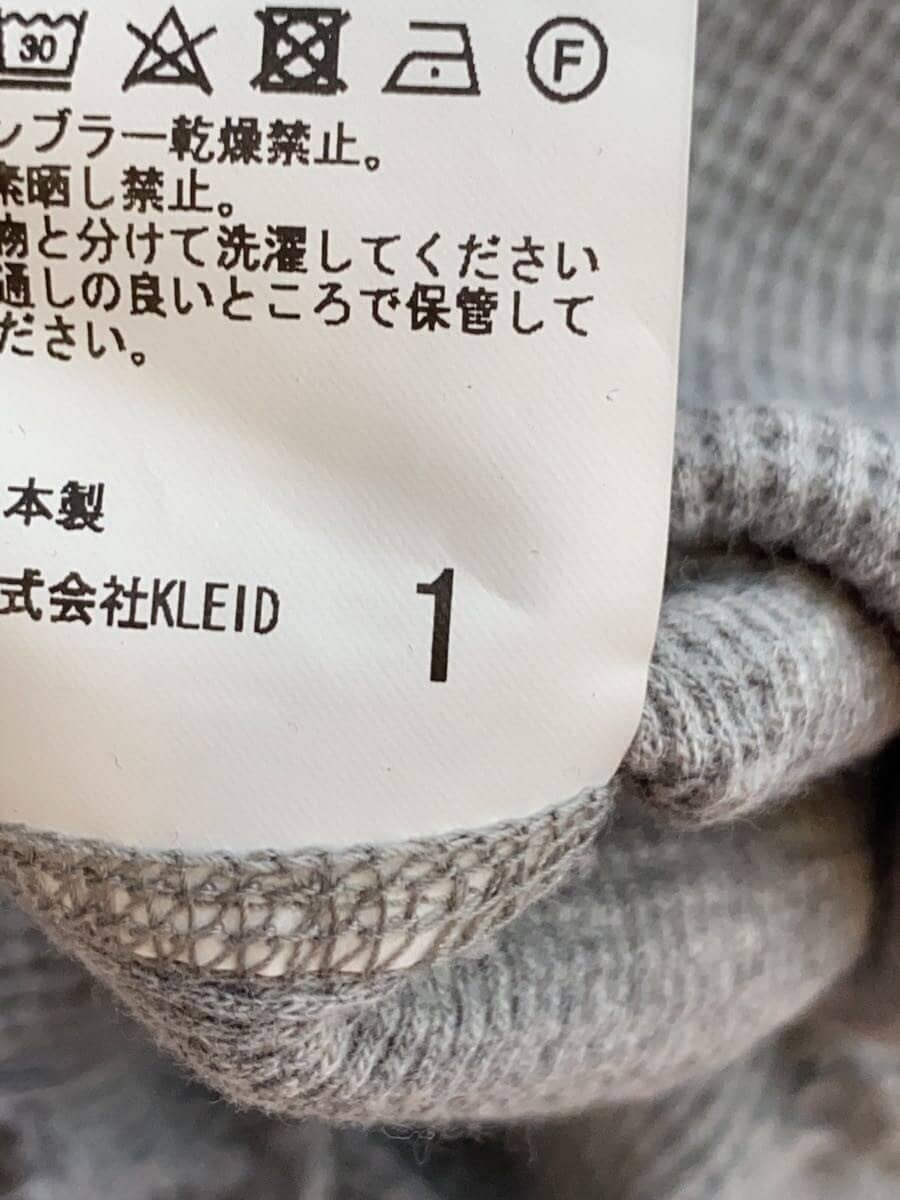 30 F
ンブラー乾燥禁止。
素晒し禁止。
物と分けて洗濯してください
通しの良いところで保管して
ださい。
本製
式会社KLEID
1